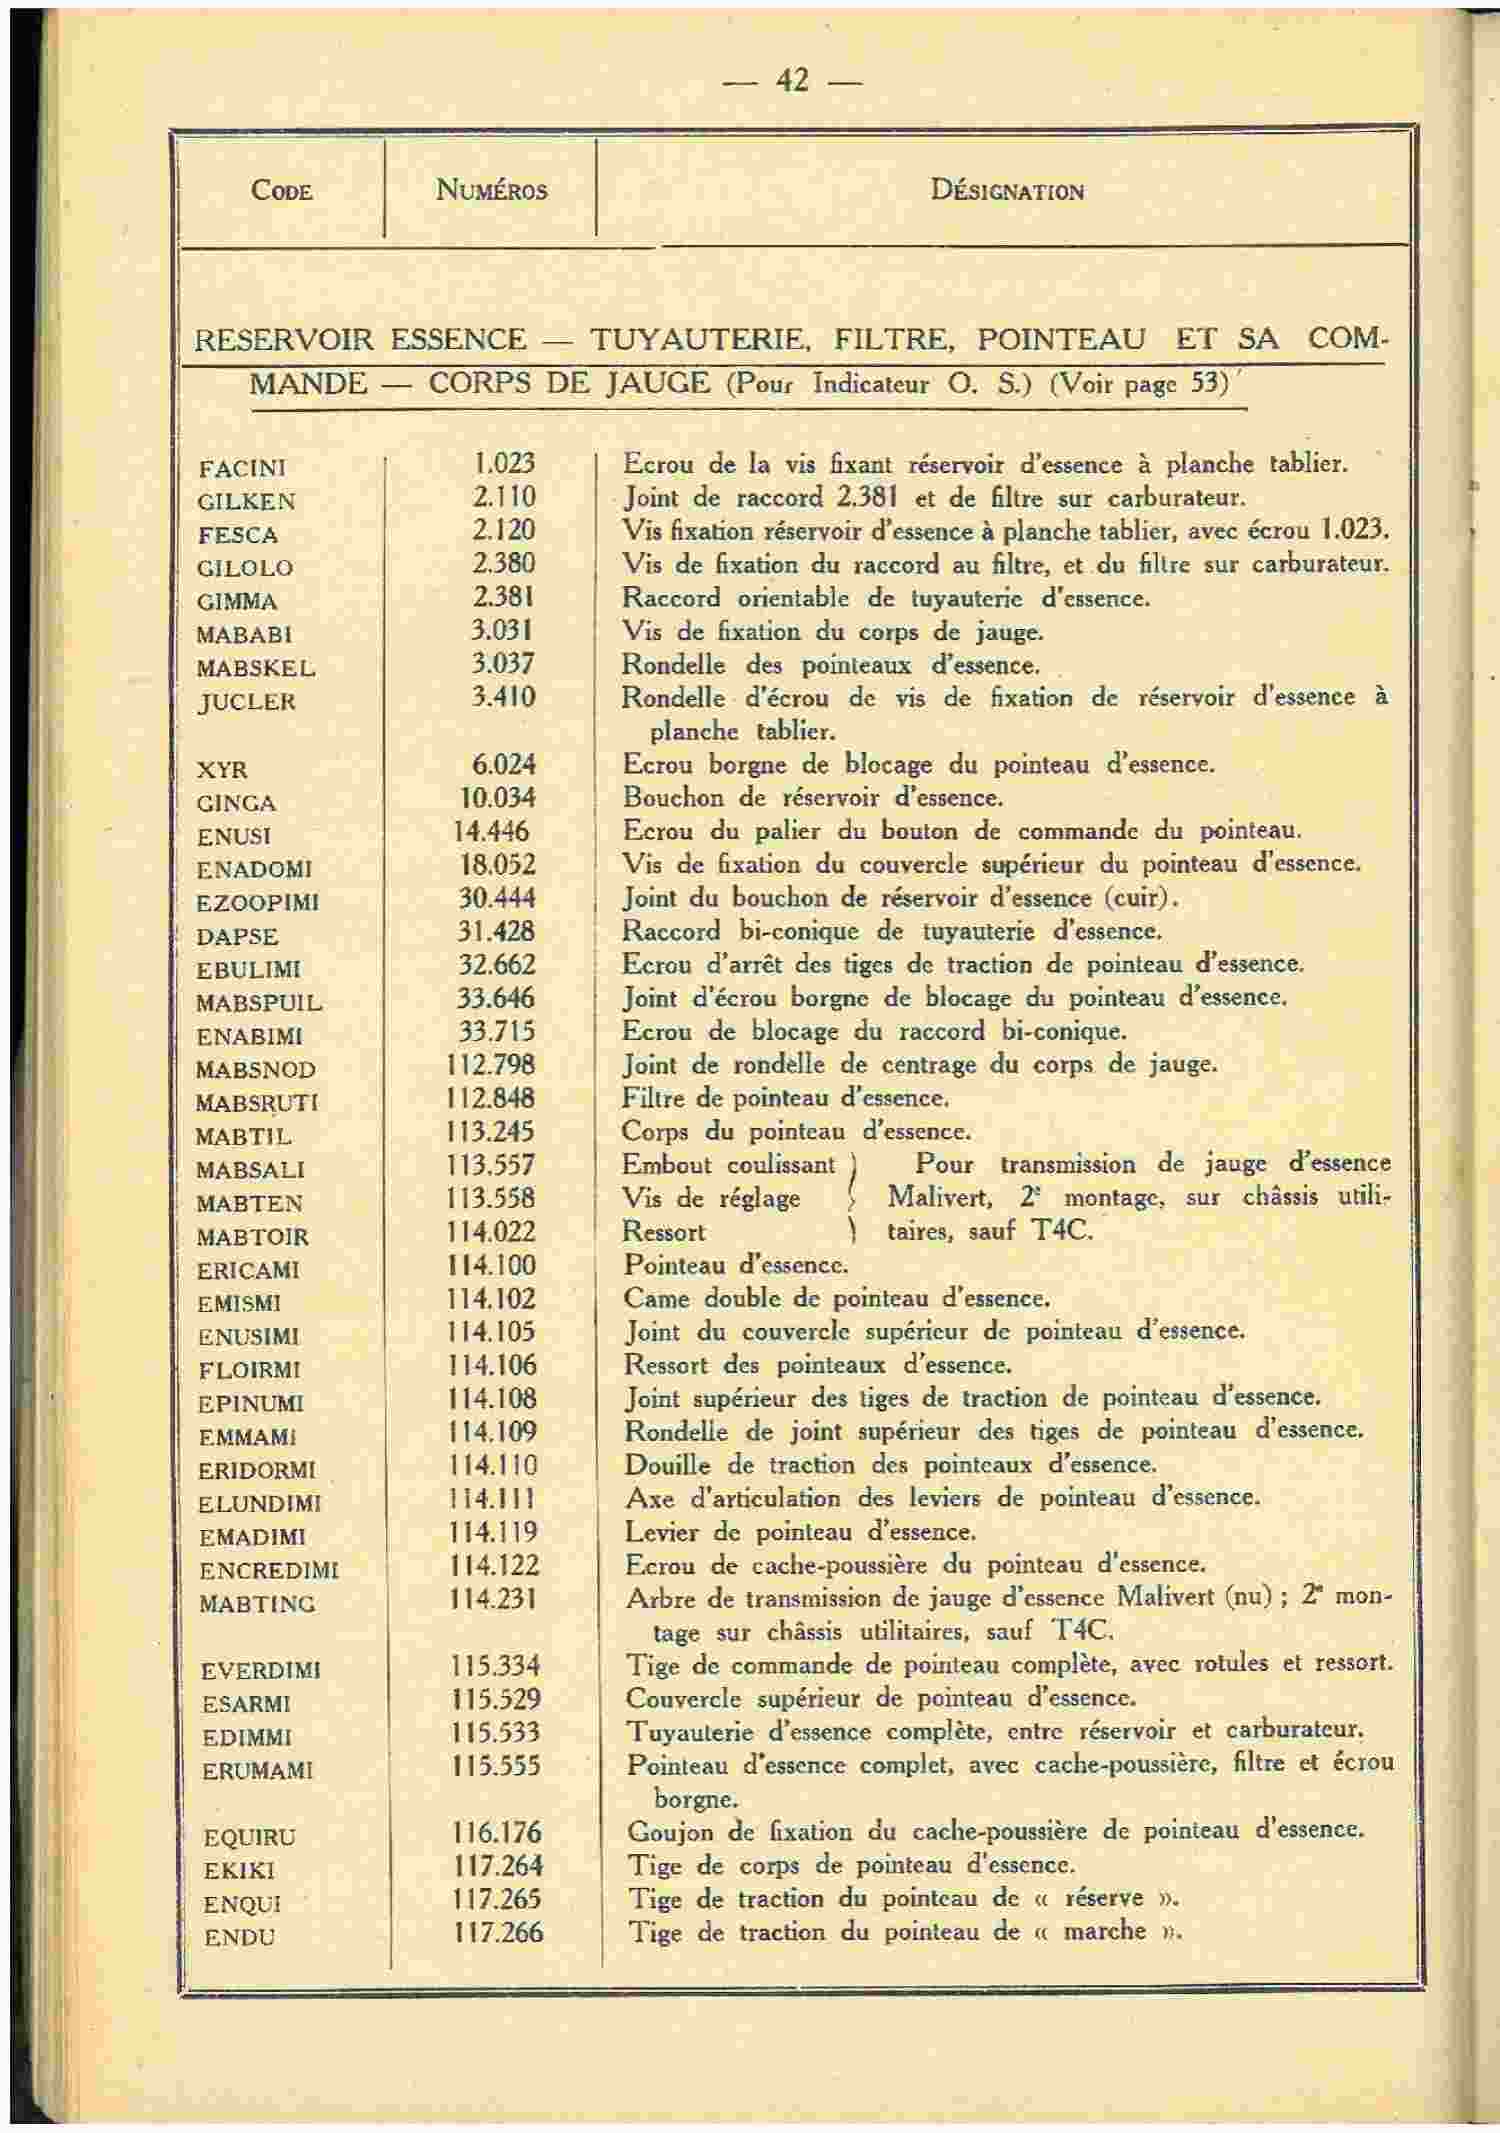 — 42 —
CODE NUMÉROS DÉSIGNATION
RESERVOIR ESSENCE — TUYAUTERIE, FILTRE, POINTEAU ET SA COM-
MANDE — CORPS DE JAUGE (Pour Indicateur O. S.) (Voir page 53)
FACINI 1.023 Ecrou de la vis fixant réservoir d'essence à planche tablier.
GILKEN 2.110 Joint de raccord 2.381 et de filtre sur carburateur.
FESCA 2.120 Vis fixation réservoir d'essence à planche tablier, avec écrou 1.023.
GILOLO 2.380 Vis de fixation du raccord au filtre, et du filtre sur carburateur.
GIMMA 2.381 Raccord orientable de tuyauterie d'essence.
MABABI 3.031 Vis de fixation du corps de jauge.
MABSKEL 3.037 Rondelle des pointeaux d'essence.
JUCLER 3.410 Rondelle d'écrou de vis de fixation de réservoir d'essence à
planche tablier.
XYR 6.024 Ecrou borgne de blocage du pointeau d'essence.
GINGA 10.034 Bouchon de réservoir d'essence.
ENUSI 14.446 Ecrou du palier du bouton de commande du pointeau.
ENADOMI 18.052 Vis de fixation du couvercle supérieur du pointeau d'essence.
EZOOPIMI 30.444 Joint du bouchon de réservoir d'essence (cuir).
DAPSE 31.428 Raccord bi-conique de tuyauterie d'essence.
EBULIMI 32.662 Ecrou d'arrêt des tiges de traction de pointeau d'essence.
MABSPUIL 33.646 Joint d'écrou borgne de blocage du pointeau d'essence.
ENABIMI 33.715 Ecrou de blocage du raccord bi-conique.
MABSNOD 112.798 Joint de rondelle de centrage du corps de jauge.
MABSRUTI 112.848 Filtre de pointeau d'essence.
MABTIL 113.245 Corps du pointeau d'essence.
MABSALI 113.557 Embout coulissant ) Pour transmission de jauge d'essence
MABTEN 113.558 Vis de réglage } Malivert, 2e montage, sur châssis utili-
MABTOIR 114.022 Ressort ) taires, sauf T4C.
ERICAMI 114.100 Pointeau d'essence.
EMISMI 114.102 Came double de pointeau d'essence.
ENUSIMI 114.105 Joint du couvercle supérieur de pointeau d'essence.
FLOIRMI 114.106 Ressort des pointeaux d'essence.
EPINUMI 114.108 Joint supérieur des tiges de traction de pointeau d'essence.
EMMAMI 114.109 Rondelle de joint supérieur des tiges de pointeau d'essence.
ERIDORMI 114.110 Douille de traction des pointeaux d'essence.
ELUNDIMI 114.111 Axe d'articulation des leviers de pointeau d'essence.
EMADIMI 114.119 Levier de pointeau d'essence.
ENCREDIMI 114.122 Ecrou de cache-poussière du pointeau d'essence.
MABTING 114.231 Arbre de transmission de jauge d'essence Malivert (nu) ; 2e mon-
tage sur châssis utilitaires, sauf T4C.
EVERDIMI 115.334 Tige de commande de pointeau complète, avec rotules et ressort.
ESARMI 115.529 Couvercle supérieur de pointeau d'essence.
EDIMMI 115.533 Tuyauterie d'essence complète, entre réservoir et carburateur.
ERUMAMI 115.555 Pointeau d'essence complet, avec cache-poussière, filtre et écrou
borgne.
EQUIRU 116.176 Goujon de fixation du cache-poussière de pointeau d'essence.
EKIKI 117.264 Tige de corps de pointeau d'essence.
ENQUI 117.265 Tige de traction du pointeau de « réserve ».
ENDU 117.266 Tige de traction du pointeau de « marche ».